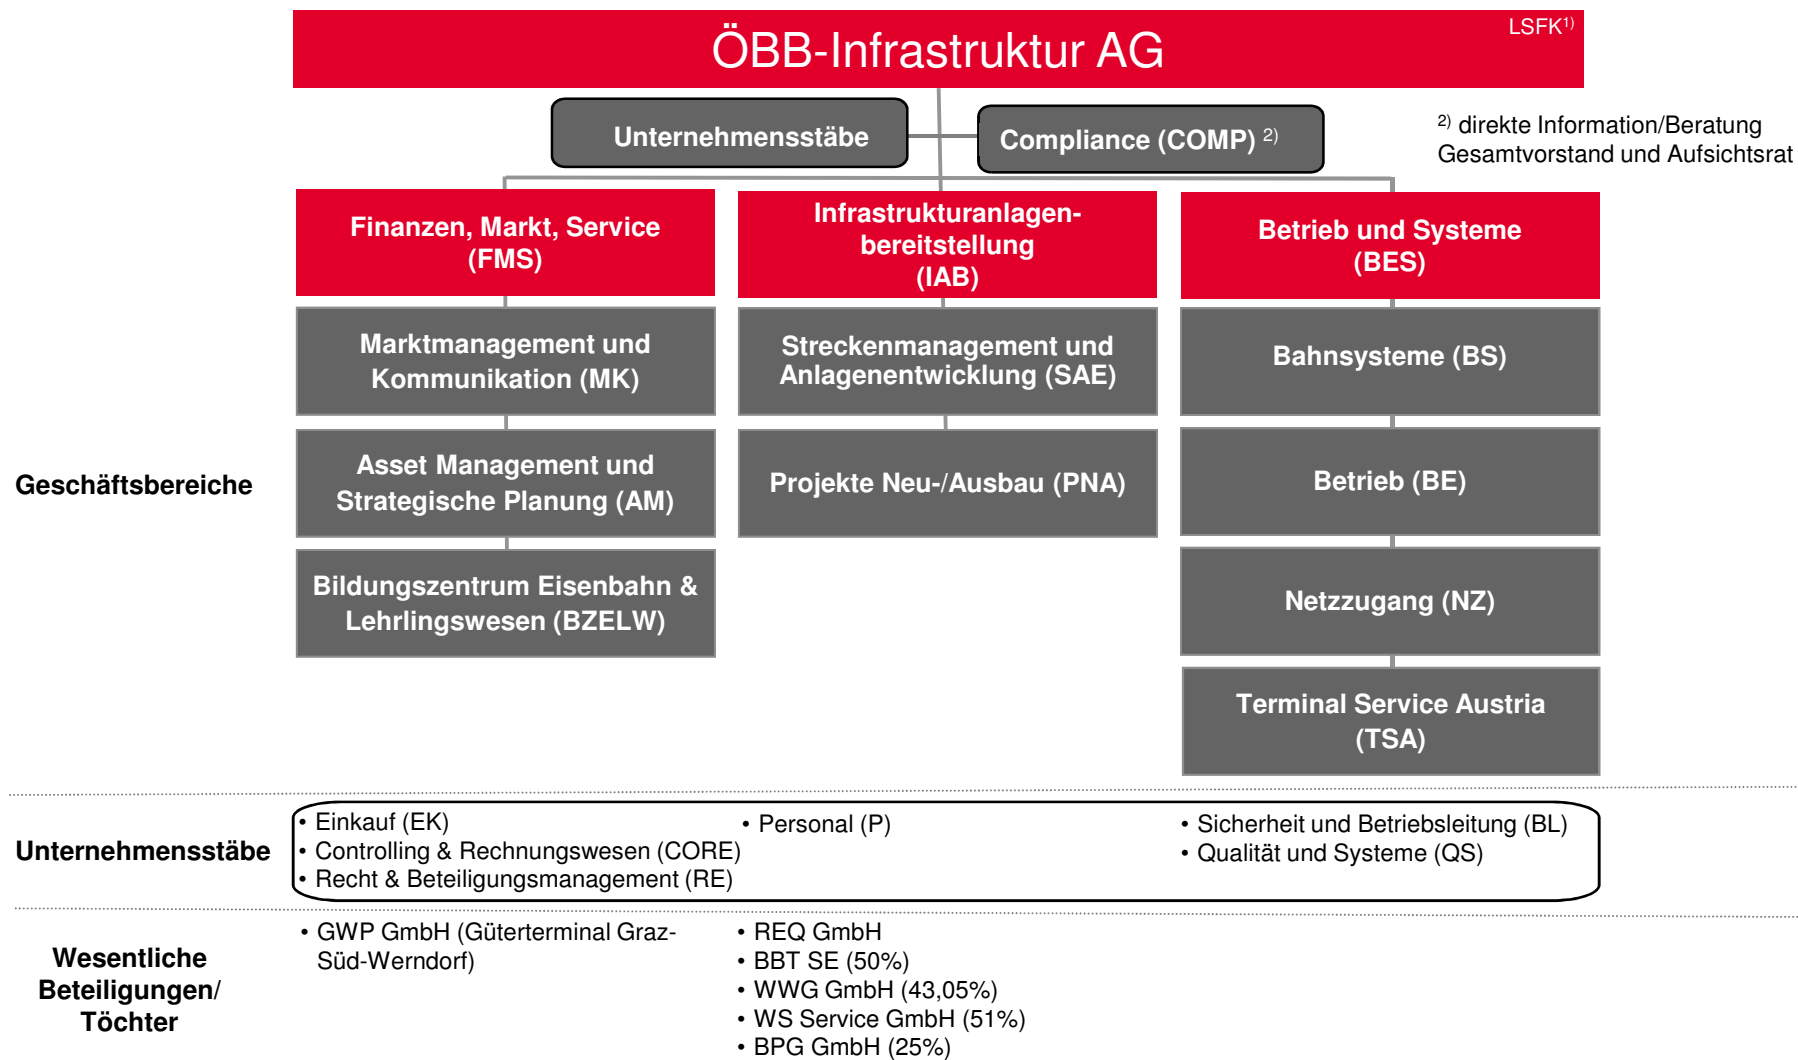 LSFK1)
ÖBB-Infrastruktur AG
Unternehmensstäbe
Compliance (COMP) 2)
2) direkte Information/Beratung
Gesamtvorstand und Aufsichtsrat
Finanzen, Markt, Service
(FMS)
Infrastrukturanlagen-
bereitstellung
(IAB)
Betrieb und Systeme
(BES)
Geschäftsbereiche
Marktmanagement und
Kommunikation (MK)
Streckenmanagement und
Anlagenentwicklung (SAE)
Bahnsysteme (BS)
Asset Management und
Strategische Planung (AM)
Projekte Neu-/Ausbau (PNA)
Betrieb (BE)
Bildungszentrum Eisenbahn &
Lehrlingswesen (BZELW)
Netzzugang (NZ)
Terminal Service Austria
(TSA)
Unternehmensstäbe
• Einkauf (EK)
• Controlling & Rechnungswesen (CORE)
• Recht & Beteiligungsmanagement (RE)
• Personal (P)
• Sicherheit und Betriebsleitung (BL)
• Qualität und Systeme (QS)
Wesentliche
Beteiligungen/
Töchter
• GWP GmbH (Güterterminal Graz-
Süd-Werndorf)
• REQ GmbH
• BBT SE (50%)
• WWG GmbH (43,05%)
• WS Service GmbH (51%)
• BPG GmbH (25%)